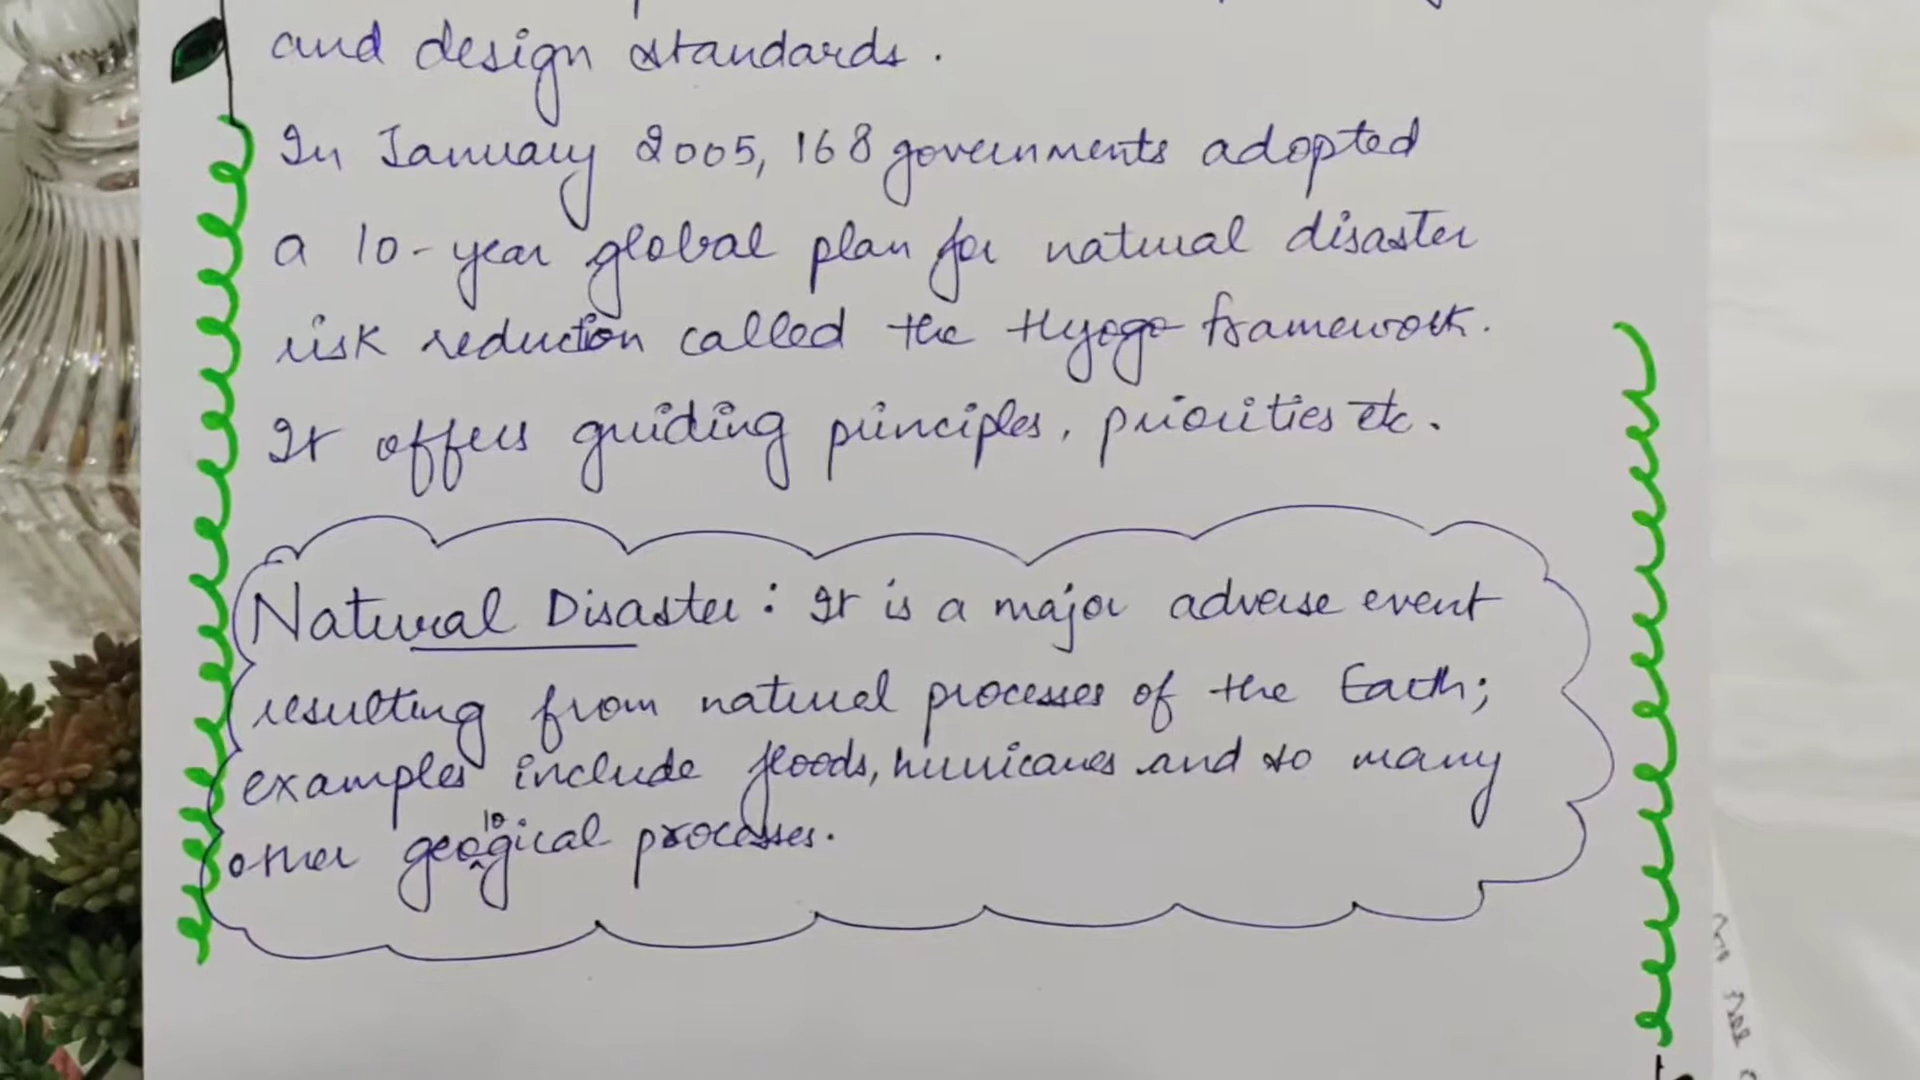 and design standards.
In January 2005, 168 governments adopted
a 10-year global plan for natural disaster
risk reduction called the Hyogo framework.
It offers guiding principles, priorities etc.
Natural Disaster: It is a major adverse event
resulting from natural processes of the Earth;
examples include floods, hurricanes and so many
other geological processes.